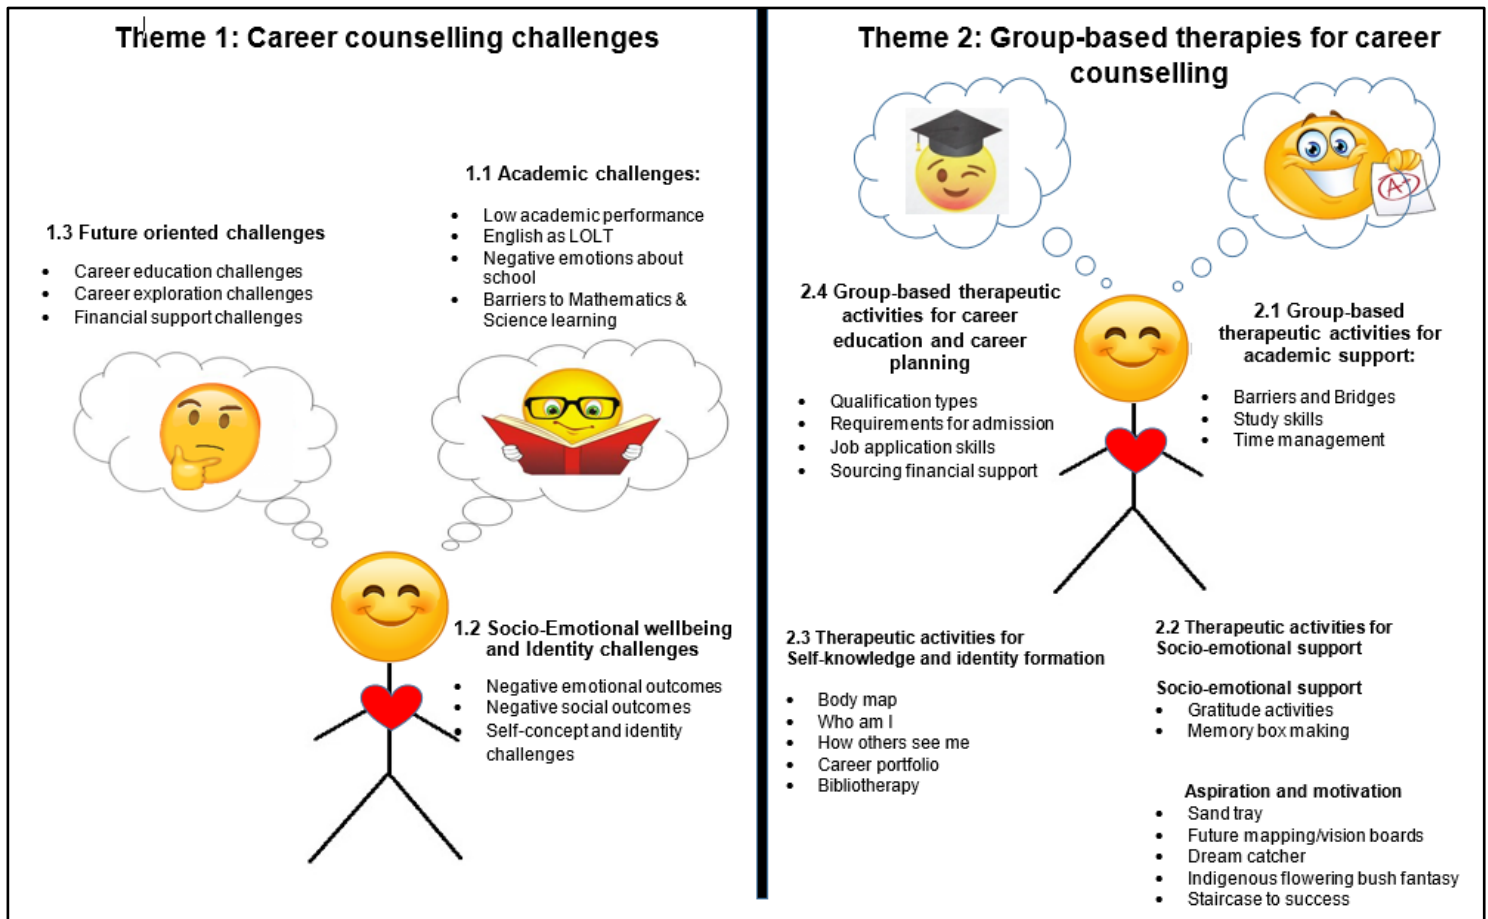 Theme 1: Career counselling challenges
1.1 Academic challenges:
• Low academic performance
• English as LOLT
• Negative emotions about
school
• Barriers to Mathematics &
Science learning
1.3 Future oriented challenges
• Career education challenges
• Career exploration challenges
• Financial support challenges
1.2 Socio-Emotional wellbeing
and Identity challenges
• Negative emotional outcomes
• Negative social outcomes
• Self-concept and identity
challenges
Theme 2: Group-based therapies for career
counselling
A+
2.4 Group-based therapeutic
activities for career
education and career
planning
• Qualification types
• Requirements for admission
• Job application skills
• Sourcing financial support
2.1 Group-based
therapeutic activities for
academic support:
• Barriers and Bridges
• Study skills
• Time management
2.3 Therapeutic activities for
Self-knowledge and identity formation
• Body map
• Who am I
• How others see me
• Career portfolio
• Bibliotherapy
2.2 Therapeutic activities for
Socio-emotional support
Socio-emotional support
• Gratitude activities
• Memory box making
Aspiration and motivation
• Sand tray
• Future mapping/vision boards
• Dream catcher
• Indigenous flowering bush fantasy
• Staircase to success